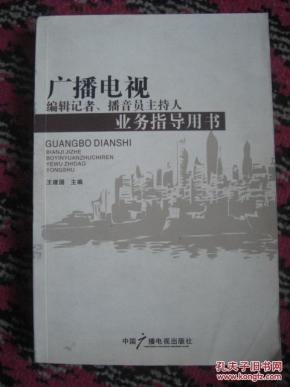 广播电视
编辑记者、播音员主持人
业务指导用书
GUANGBO DIANSHI
BIANJI JIZHE
BOYINYUANZHUCHIREN
YEWU ZHIDAO
YONGSHU
王建国 主编
中国广播电视出版社
孔夫子旧书网